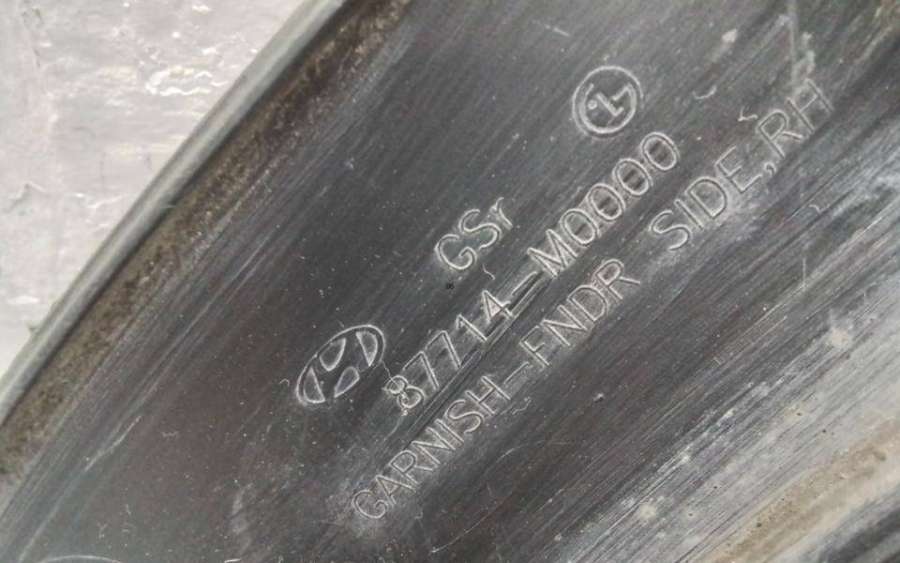 GSr
87714-M0000
GARNISH-FNDR SIDE,RH